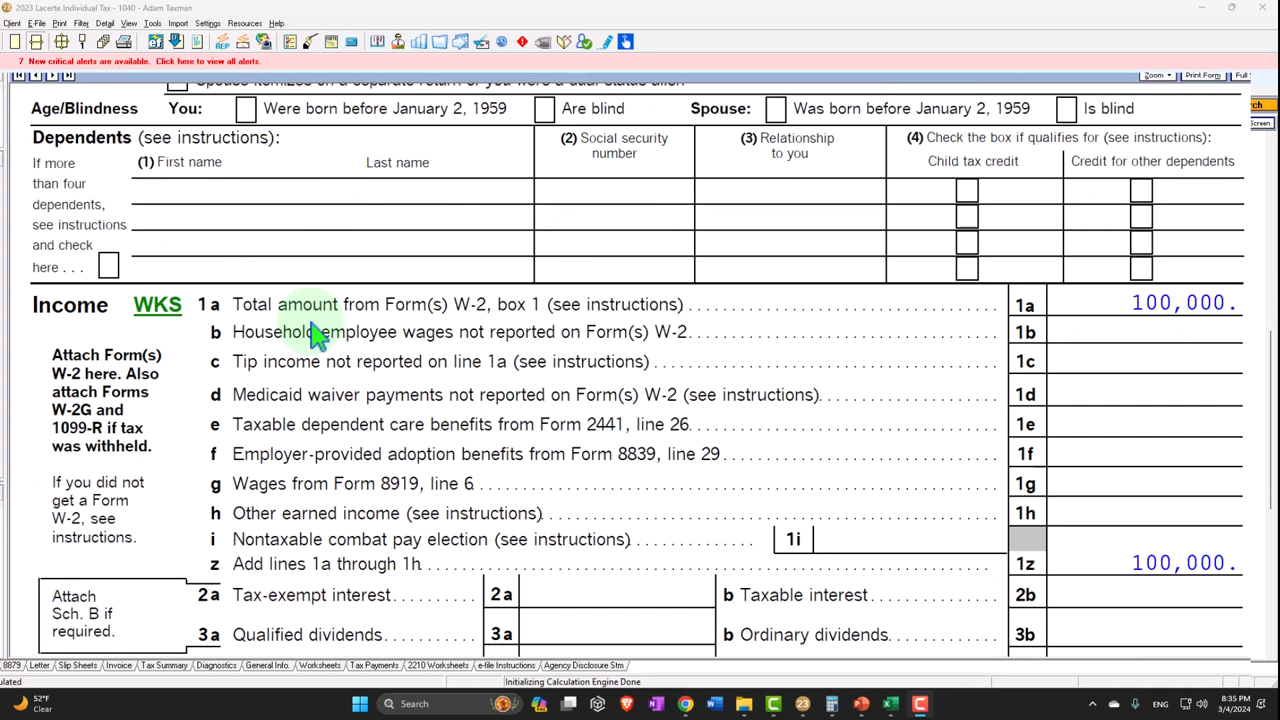 2023 Lacerte Individual Tax - 1040 - Adam Taxman
Client E-File Print Filter Detail View Tools Import Settings Resources Help
7 New critical alerts are available. Click here to view all alerts.
Zoom Print Form Full
Age/Blindness You: Were born before January 2, 1959 Are blind Spouse: Was born before January 2, 1959 Is blind
Screen
Dependents (see instructions):
(2) Social security number
(3) Relationship to you
(4) Check the box if qualifies for (see instructions):
(1) First name Last name
Child tax credit Credit for other dependents
If more
than four
dependents,
see instructions
and check
here . . .
Income WKS 1a Total amount from Form(s) W-2, box 1 (see instructions) 1a 100,000.
b Household employee wages not reported on Form(s) W-2 1b
c Tip income not reported on line 1a (see instructions) 1c
d Medicaid waiver payments not reported on Form(s) W-2 (see instructions) 1d
e Taxable dependent care benefits from Form 2441, line 26 1e
f Employer-provided adoption benefits from Form 8839, line 29 1f
g Wages from Form 8919, line 6 1g
h Other earned income (see instructions) 1h
i Nontaxable combat pay election (see instructions) 1i
z Add lines 1a through 1h 1z 100,000.
Attach Form(s)
W-2 here. Also
attach Forms
W-2G and
1099-R if tax
was withheld.
If you did not
get a Form
W-2, see
instructions.
Attach
Sch. B if
required.
2a Tax-exempt interest 2a b Taxable interest 2b
3a Qualified dividends 3a b Ordinary dividends 3b
8879 Letter Slip Sheets Invoice Tax Summary Diagnostics General Info. Worksheets Tax Payments 2210 Worksheets e-file Instructions Agency Disclosure Stm
ulated Initializing Calculation Engine Done
52°F
Clear
Search
ENG
8:35 PM
3/4/2024